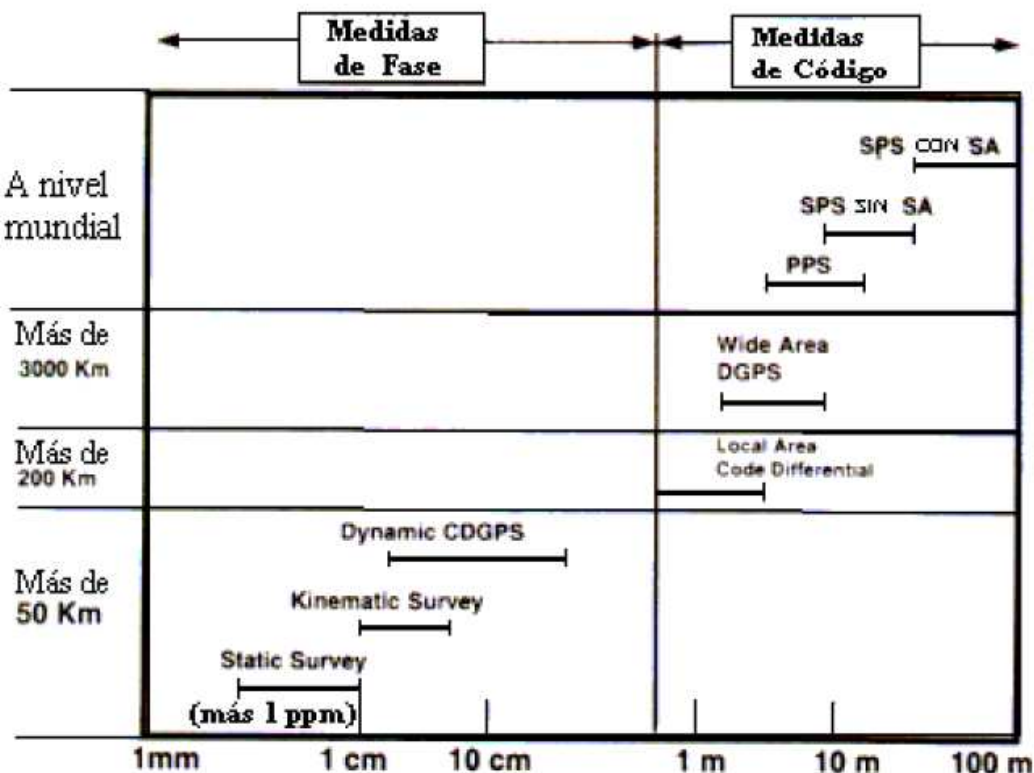 Medidas
de Fase
Medidas
de Código
A nivel
mundial
SPS CON SA
SPS SIN SA
PPS
Más de
3000 Km
Wide Area
DGPS
Más de
200 Km
Local Area
Code Differential
Más de
50 Km
Dynamic CDGPS
Kinematic Survey
Static Survey
(más 1 ppm)
1mm 1 cm 10 cm 1 m 10 m 100 m